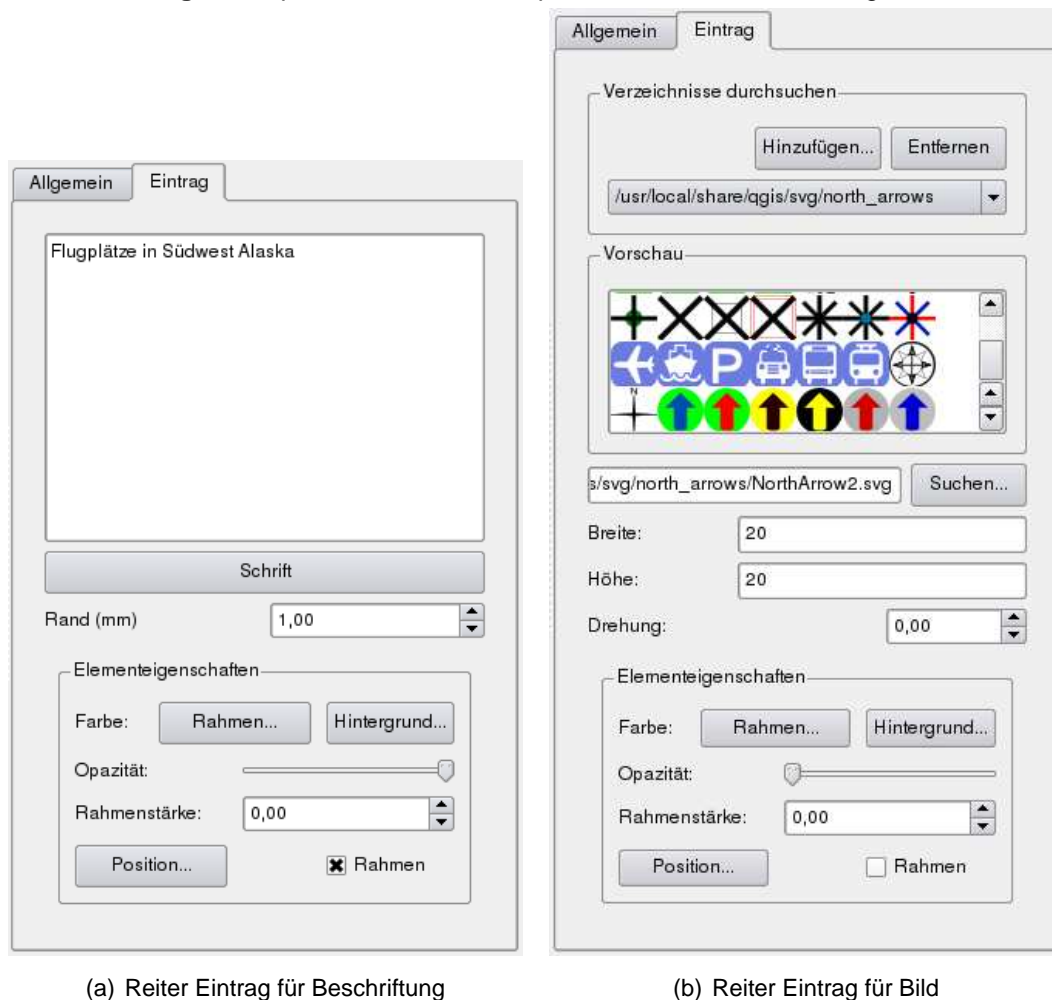 Allgemein Eintrag
Flugplätze in Südwest Alaska
Schrift
Rand (mm) 1,00
Elementeigenschaften
Farbe: Rahmen... Hintergrund...
Opazität:
Rahmenstärke: 0,00
Position... Rahmen
(a) Reiter Eintrag für Beschriftung
Allgemein Eintrag
Verzeichnisse durchsuchen
Hinzufügen... Entfernen
/usr/local/share/qgis/svg/north_arrows
Vorschau
P
N
s/svg/north_arrows/NorthArrow2.svg Suchen...
Breite: 20
Höhe: 20
Drehung: 0,00
Elementeigenschaften
Farbe: Rahmen... Hintergrund...
Opazität:
Rahmenstärke: 0,00
Position... Rahmen
(b) Reiter Eintrag für Bild